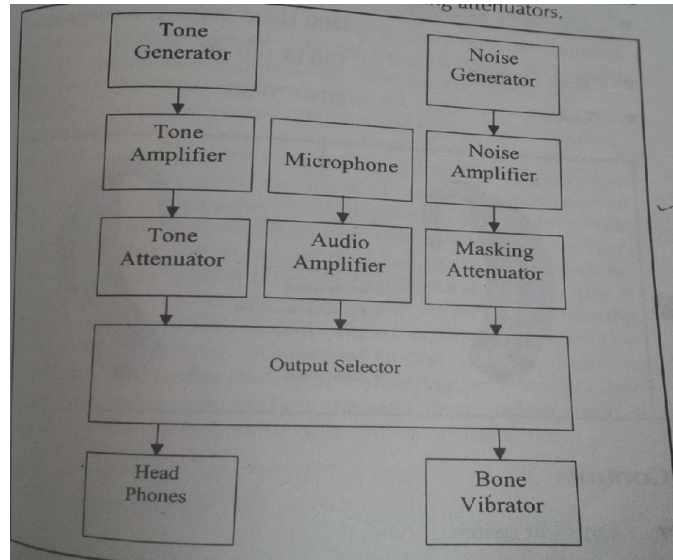 attenuators.
Tone
Generator
Noise
Generator
Tone
Amplifier
Microphone
Noise
Amplifier
Tone
Attenuator
Audio
Amplifier
Masking
Attenuator
Output Selector
Head
Phones
Bone
Vibrator